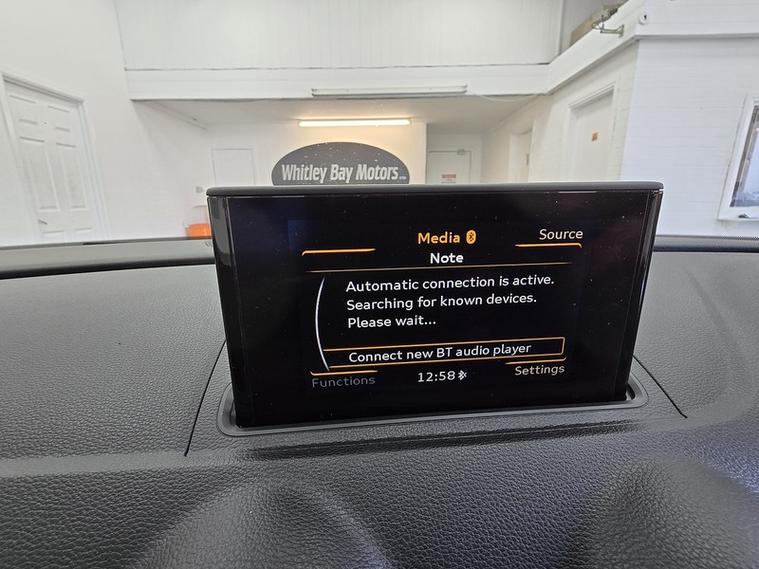 Whitley Bay Motors
Media
Source
Note
Automatic connection is active.
Searching for known devices.
Please wait...
Connect new BT audio player
Functions
12:58
Settings